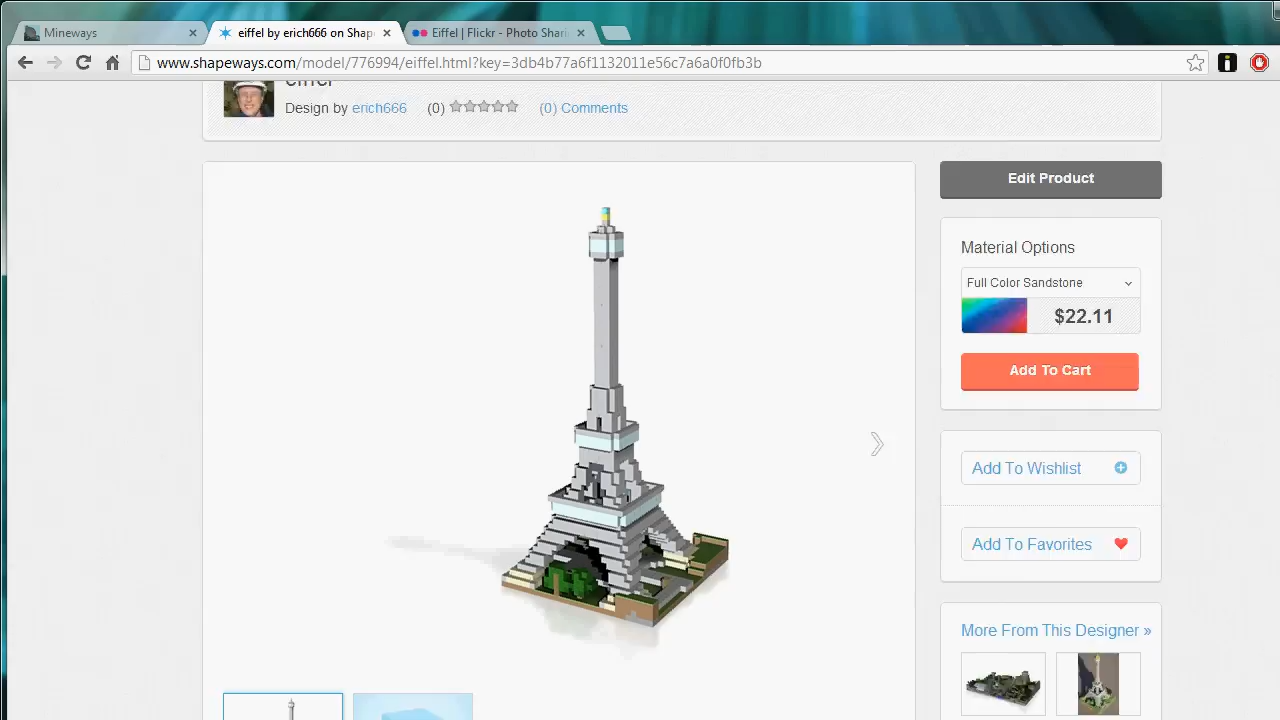 Mineways
eiffel by erich666 on Shap
Eiffel | Flickr - Photo Shari
www.shapeways.com/model/776994/eiffel.html?key=3bb4b77a6f1132011e56c7a6a0f0fb3b
eiffel
Design by erich666 (0) (0) Comments
Edit Product
Material Options
Full Color Sandstone
$22.11
Add To Cart
Add To Wishlist
Add To Favorites
More From This Designer »